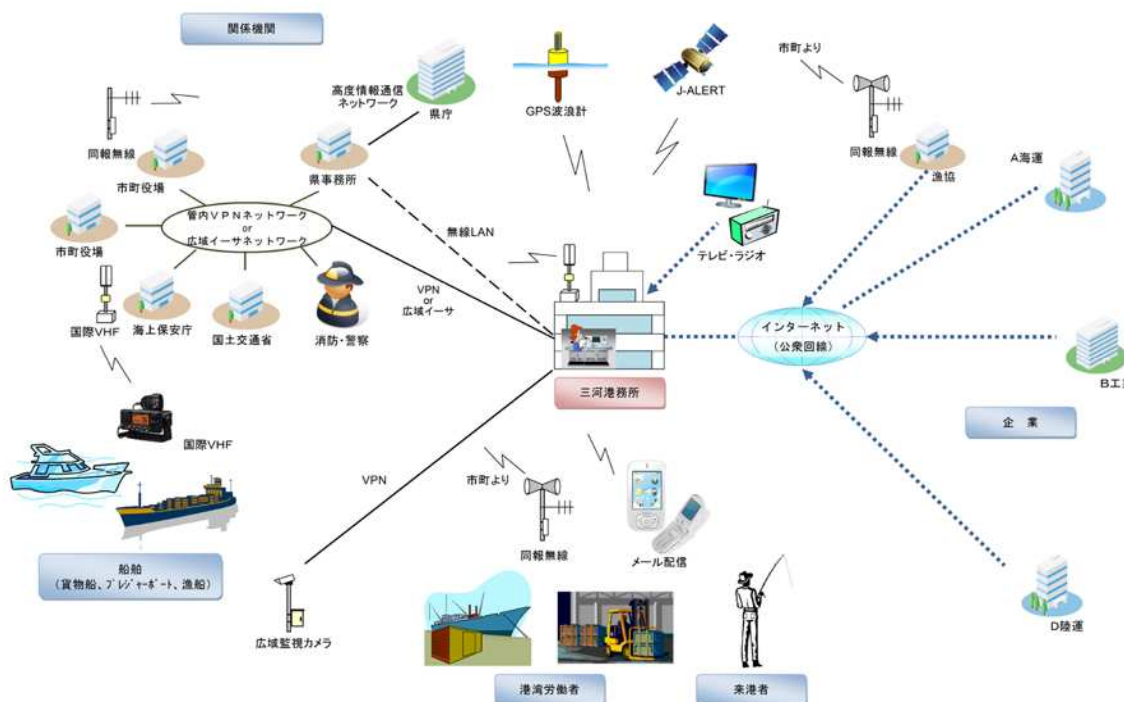 関係機関
高度情報通信
ネットワーク
県庁
GPS波浪計
J-ALERT
市町より
同報無線
漁協
A海運
同報無線
市町役場
県事務所
市町役場
管内VPNネットワーク
or
広域イーサネットワーク
無線LAN
テレビ・ラジオ
国際VHF
海上保安庁
国土交通省
消防・警察
VPN
or
広域イーサ
インターネット
(公衆回線)
三河港務所
B工業
企 業
国際VHF
VPN
市町より
同報無線
メール配信
船舶
(貨物船、プレジャーボート、漁船)
広域監視カメラ
D陸運
港湾労働者
来港者